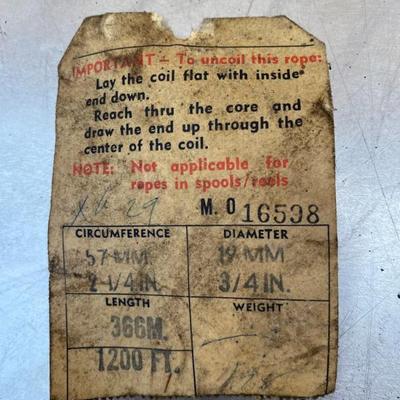 IMPORTANT - To uncoil this rope:
Lay the coil flat with inside
end down.
Reach thru the core and
draw the end up through the
center of the coil.
NOTE: Not applicable for
ropes in spools/reels
M. O 16598
CIRCUMFERENCE DIAMETER
57 MM 19 MM
2-1/4 IN. 3/4 IN.
LENGTH WEIGHT
366M.
1200 FT.